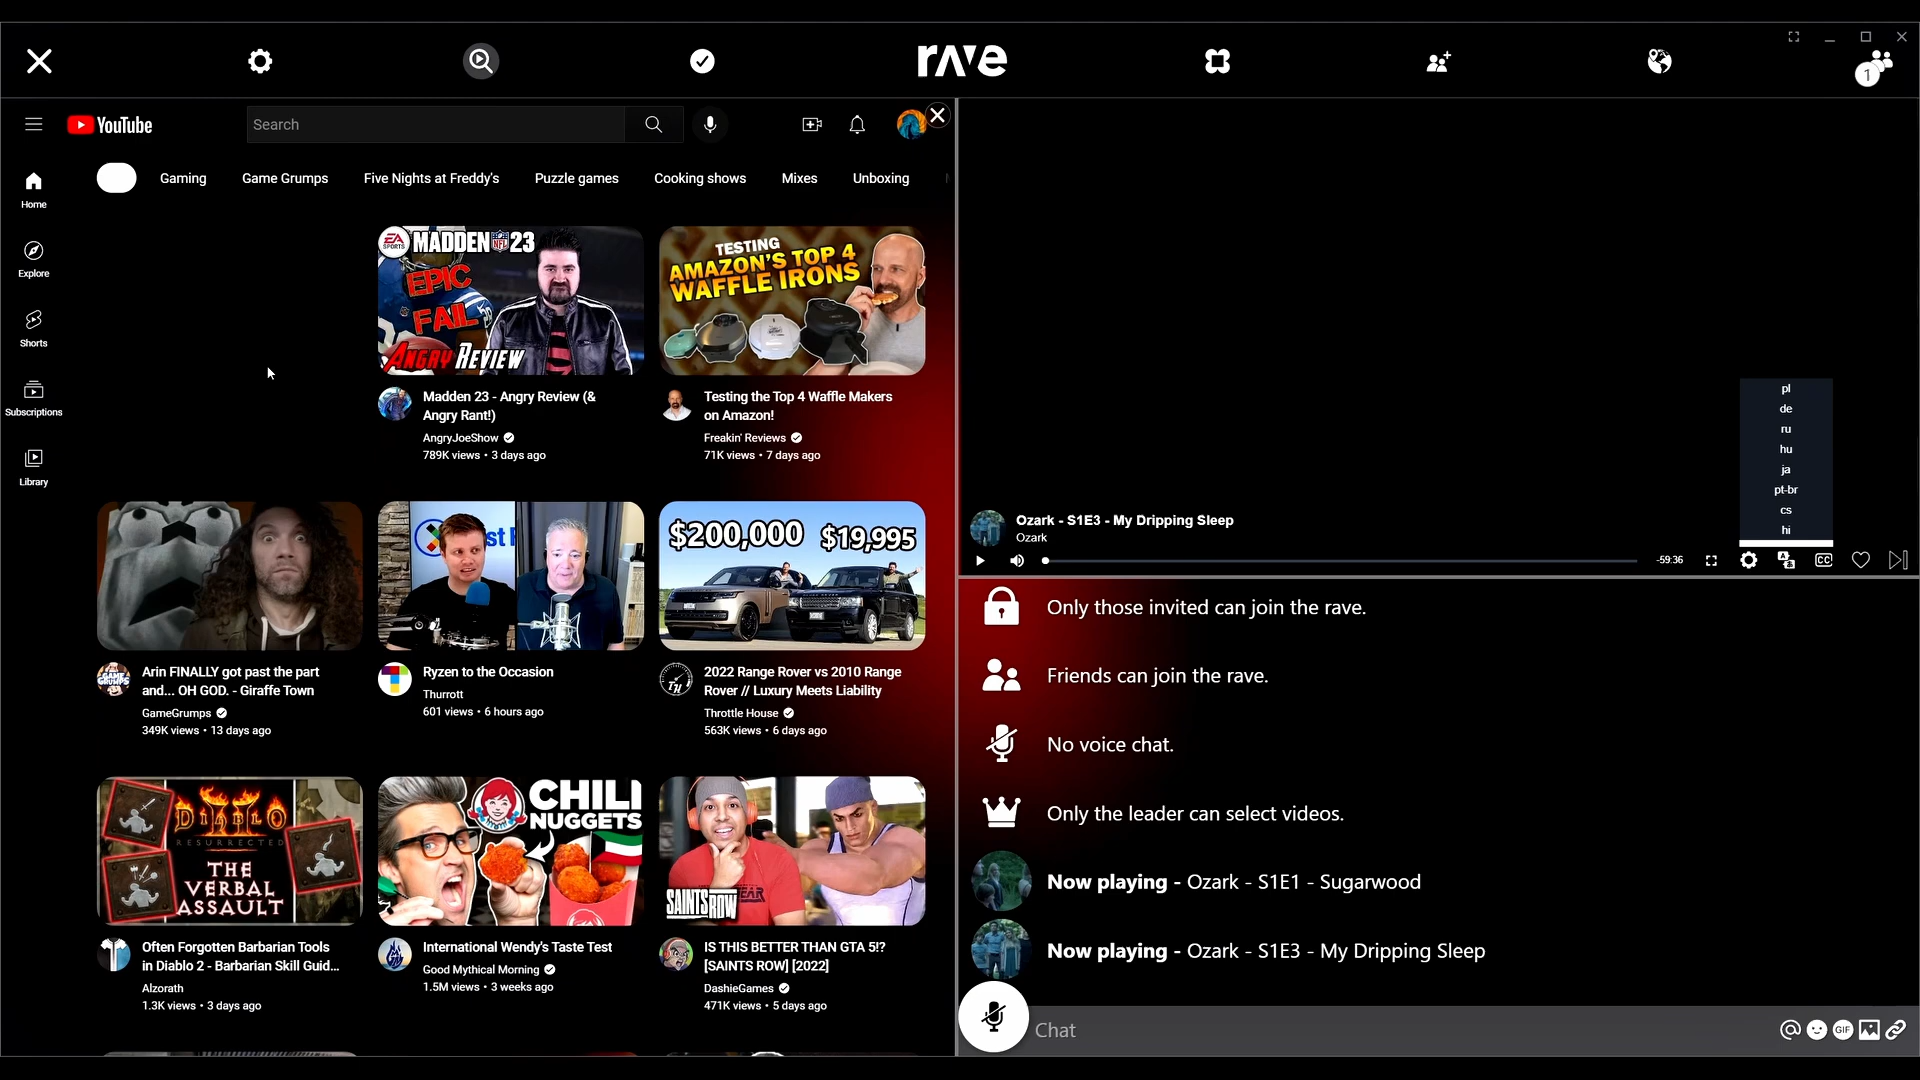 rave
1
YouTube
Search
Gaming
Game Grumps
Five Nights at Freddy's
Puzzle games
Cooking shows
Mixes
Unboxing
Home
Explore
Shorts
Subscriptions
Library
EA SPORTS
MADDEN NFL 23
EPIC
FAIL
ANGRY REVIEW
Madden 23 - Angry Review (&
Angry Rant!)
AngryJoeShow
789K views • 3 days ago
TESTING
AMAZON'S TOP 4
WAFFLE IRONS
Testing the Top 4 Waffle Makers
on Amazon!
Freakin' Reviews
71K views • 7 days ago
Arin FINALLY got past the part
and... OH GOD. - Giraffe Town
GameGrumps
349K views • 13 days ago
Ryzen to the Occasion
Thurrott
601 views • 6 hours ago
$200,000 $19,995
2022 Range Rover vs 2010 Range
Rover // Luxury Meets Liability
Throttle House
563K views • 6 days ago
DIABLO
II
RESURRECTED
THE
VERBAL
ASSAULT
Often Forgotten Barbarian Tools
in Diablo 2 - Barbarian Skill Guid...
Alzorath
1.3K views • 3 days ago
CHILI
NUGGETS
International Wendy's Taste Test
Good Mythical Morning
1.5M views • 3 weeks ago
SAINTS ROW
IS THIS BETTER THAN GTA 5!?
[SAINTS ROW] [2022]
DashieGames
471K views • 5 days ago
pl
de
ru
hu
ja
pt-br
cs
hi
Ozark - S1E3 - My Dripping Sleep
Ozark
-59:36
CC
Only those invited can join the rave.
Friends can join the rave.
No voice chat.
Only the leader can select videos.
Now playing - Ozark - S1E1 - Sugarwood
Now playing - Ozark - S1E3 - My Dripping Sleep
Chat
GIF